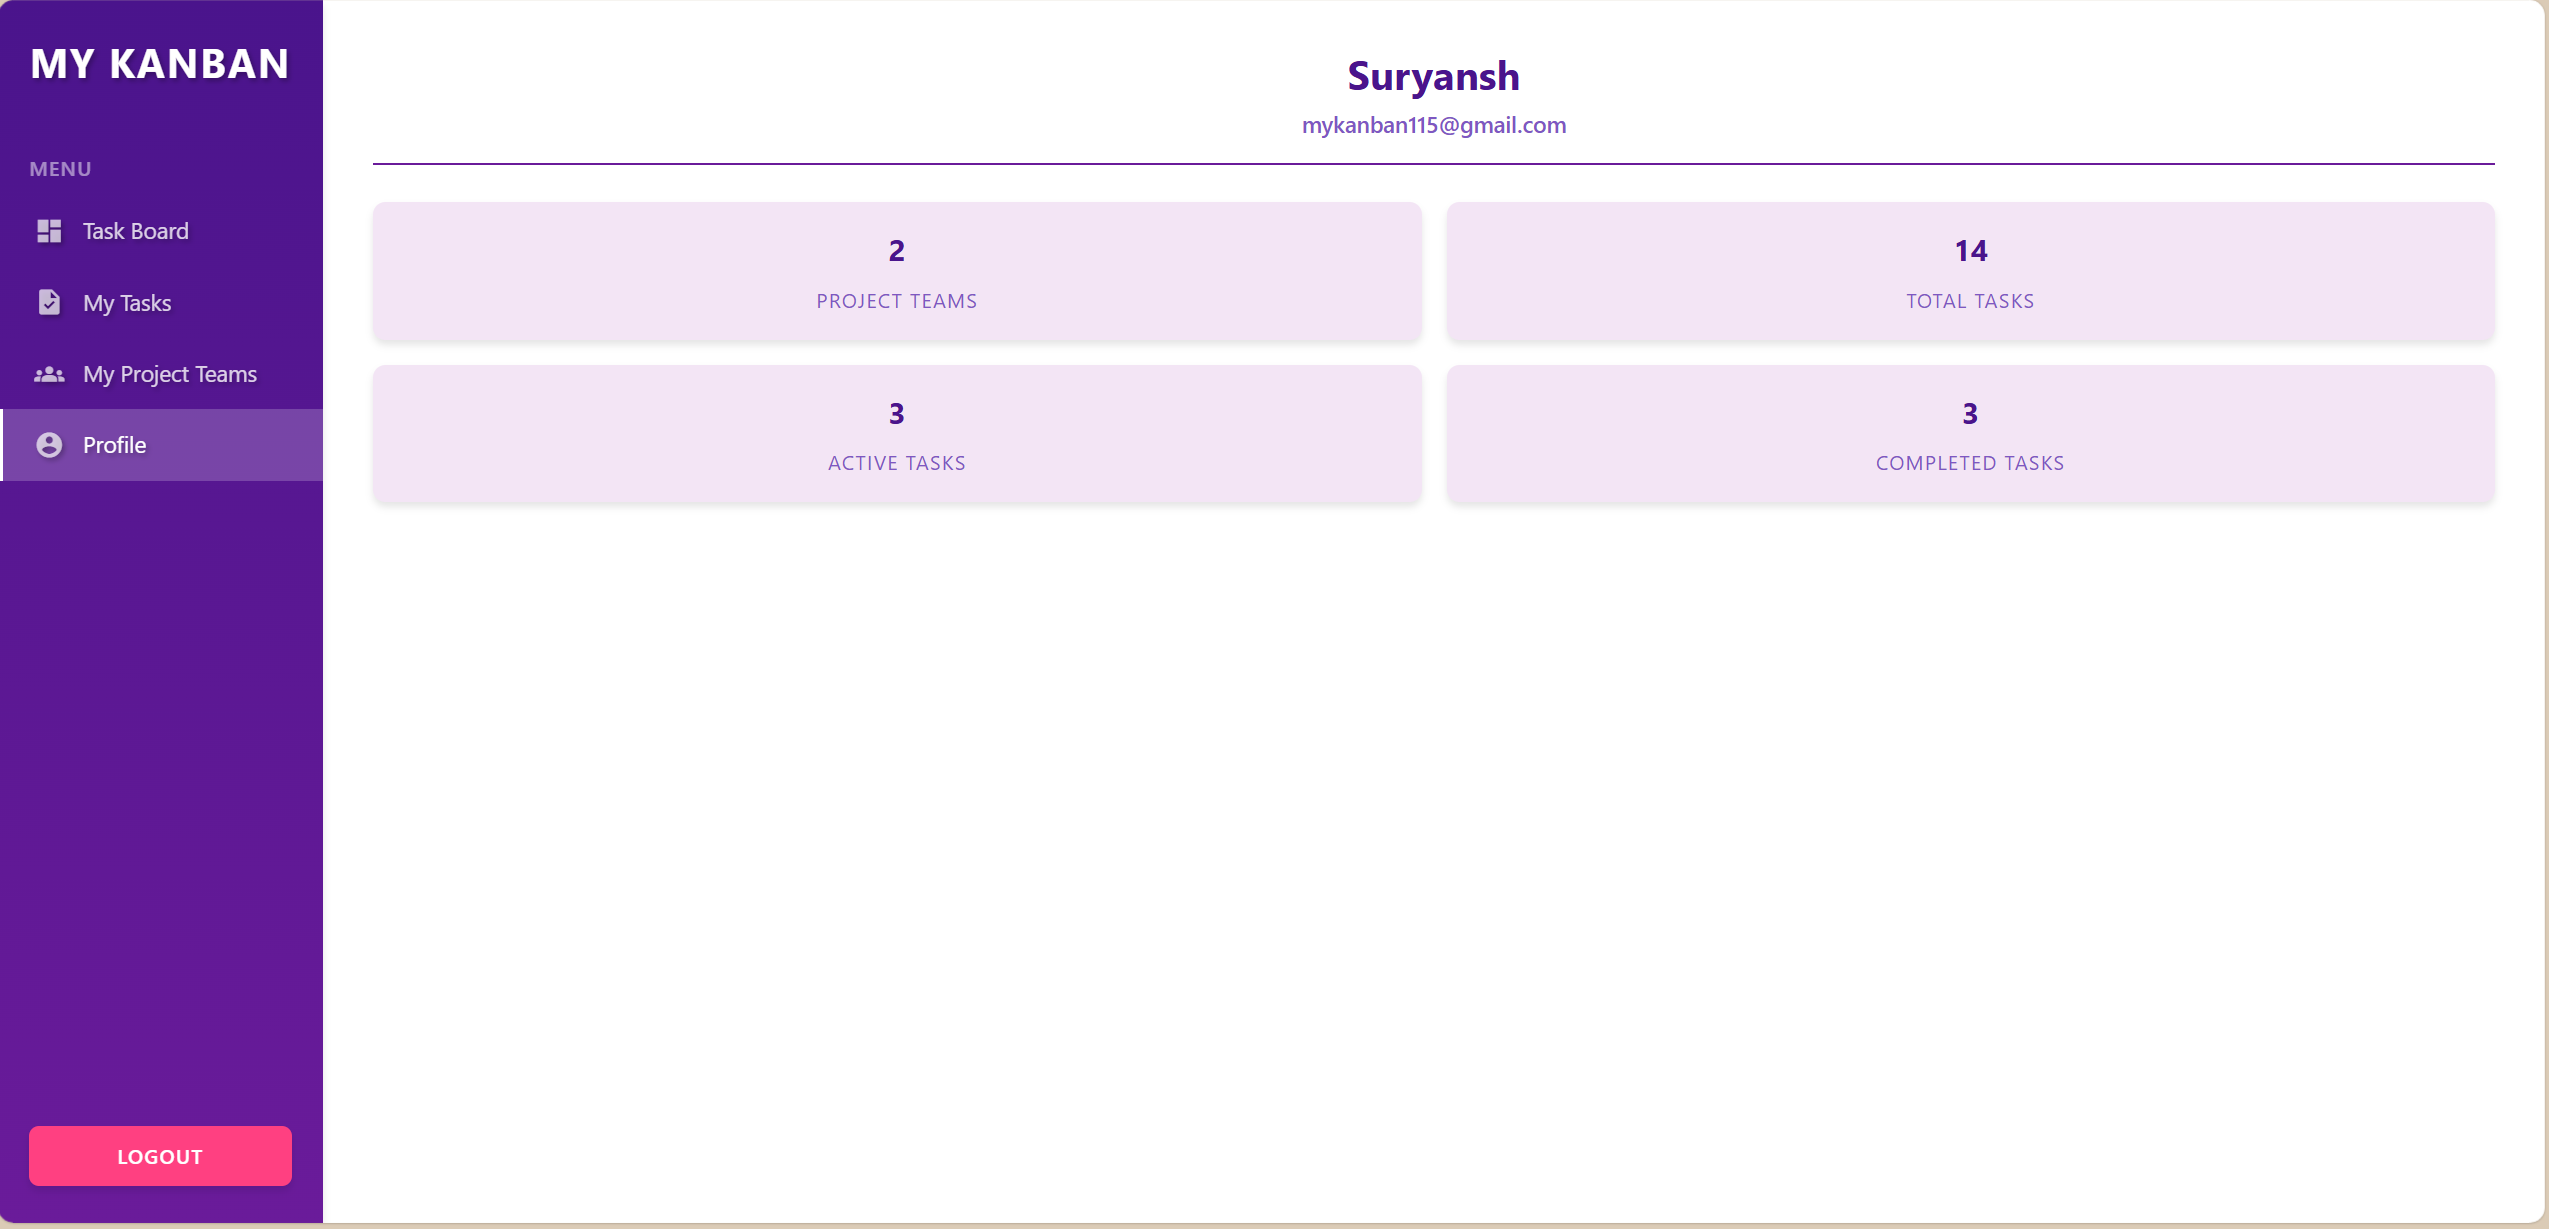 MY KANBAN
MENU
Task Board
My Tasks
My Project Teams
Profile
LOGOUT
Suryansh
mykanban115@gmail.com
2
PROJECT TEAMS
14
TOTAL TASKS
3
ACTIVE TASKS
3
COMPLETED TASKS